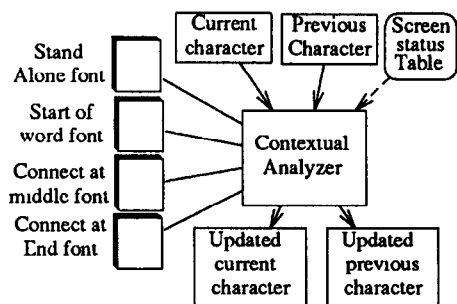 Current
character
Previous
Character
Screen
status
Table
Stand
Alone font
Start of
word font
Connect at
middle font
Connect at
End font
Contextual
Analyzer
Updated
current
character
Updated
previous
character